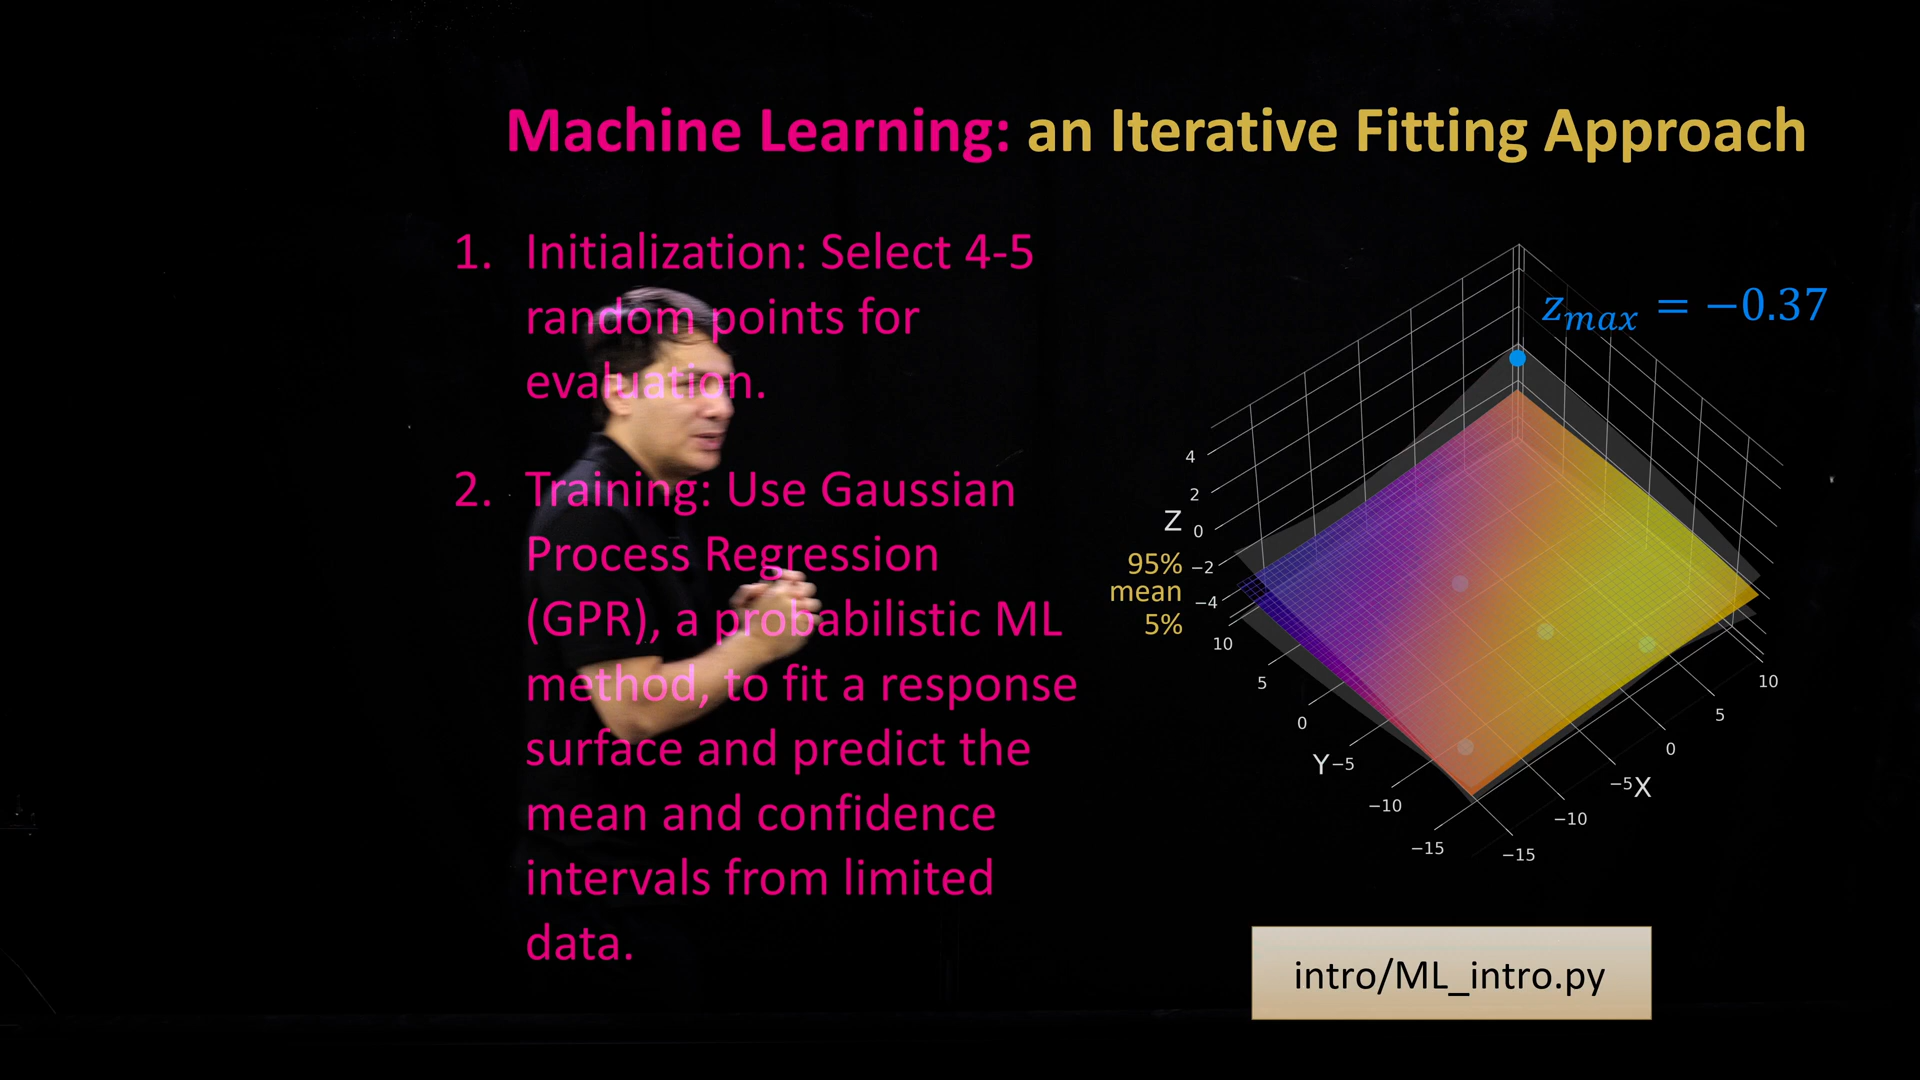 Machine Learning: an Iterative Fitting Approach
1. Initialization: Select 4-5
random points for
evaluation.
2. Training: Use Gaussian
Process Regression
(GPR), a probabilistic ML
method, to fit a response
surface and predict the
mean and confidence
intervals from limited
data.
z_max = −0.37
4
2
Z 0
95% −2
mean −4
5%
10
5
0
Y −5
−10
−15
10
5
0
−5 X
−10
−15
intro/ML_intro.py